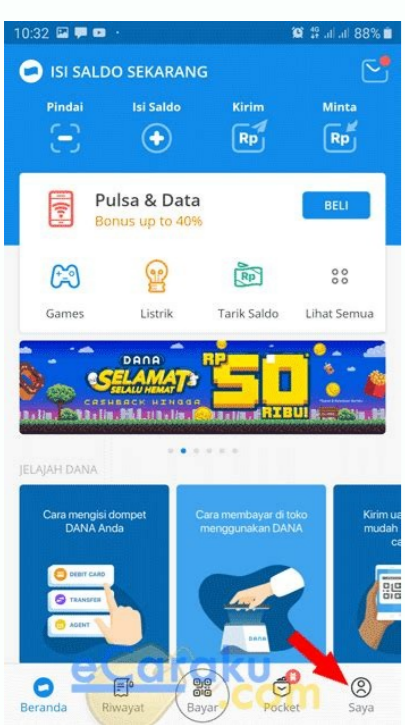 10:32 88%
ISI SALDO SEKARANG
Pindai Isi Saldo Kirim Minta
Rp Rp
Pulsa & Data BELI
Bonus up to 40%
Rp
Games Listrik Tarik Saldo Lihat Semua
DANA
SELAMAT
SELALU HEMAT
CASHBACK HINGGA
RP 50
RIBU!
JELAJAH DANA
Cara mengisi dompet
DANA Anda
DEBIT CARD
TRANSFER
AGENT
Cara membayar di toko
menggunakan DANA
DANA
Kirim ua
mudah
ca
eCaraku
.com
Beranda Riwayat Bayar Pocket Saya